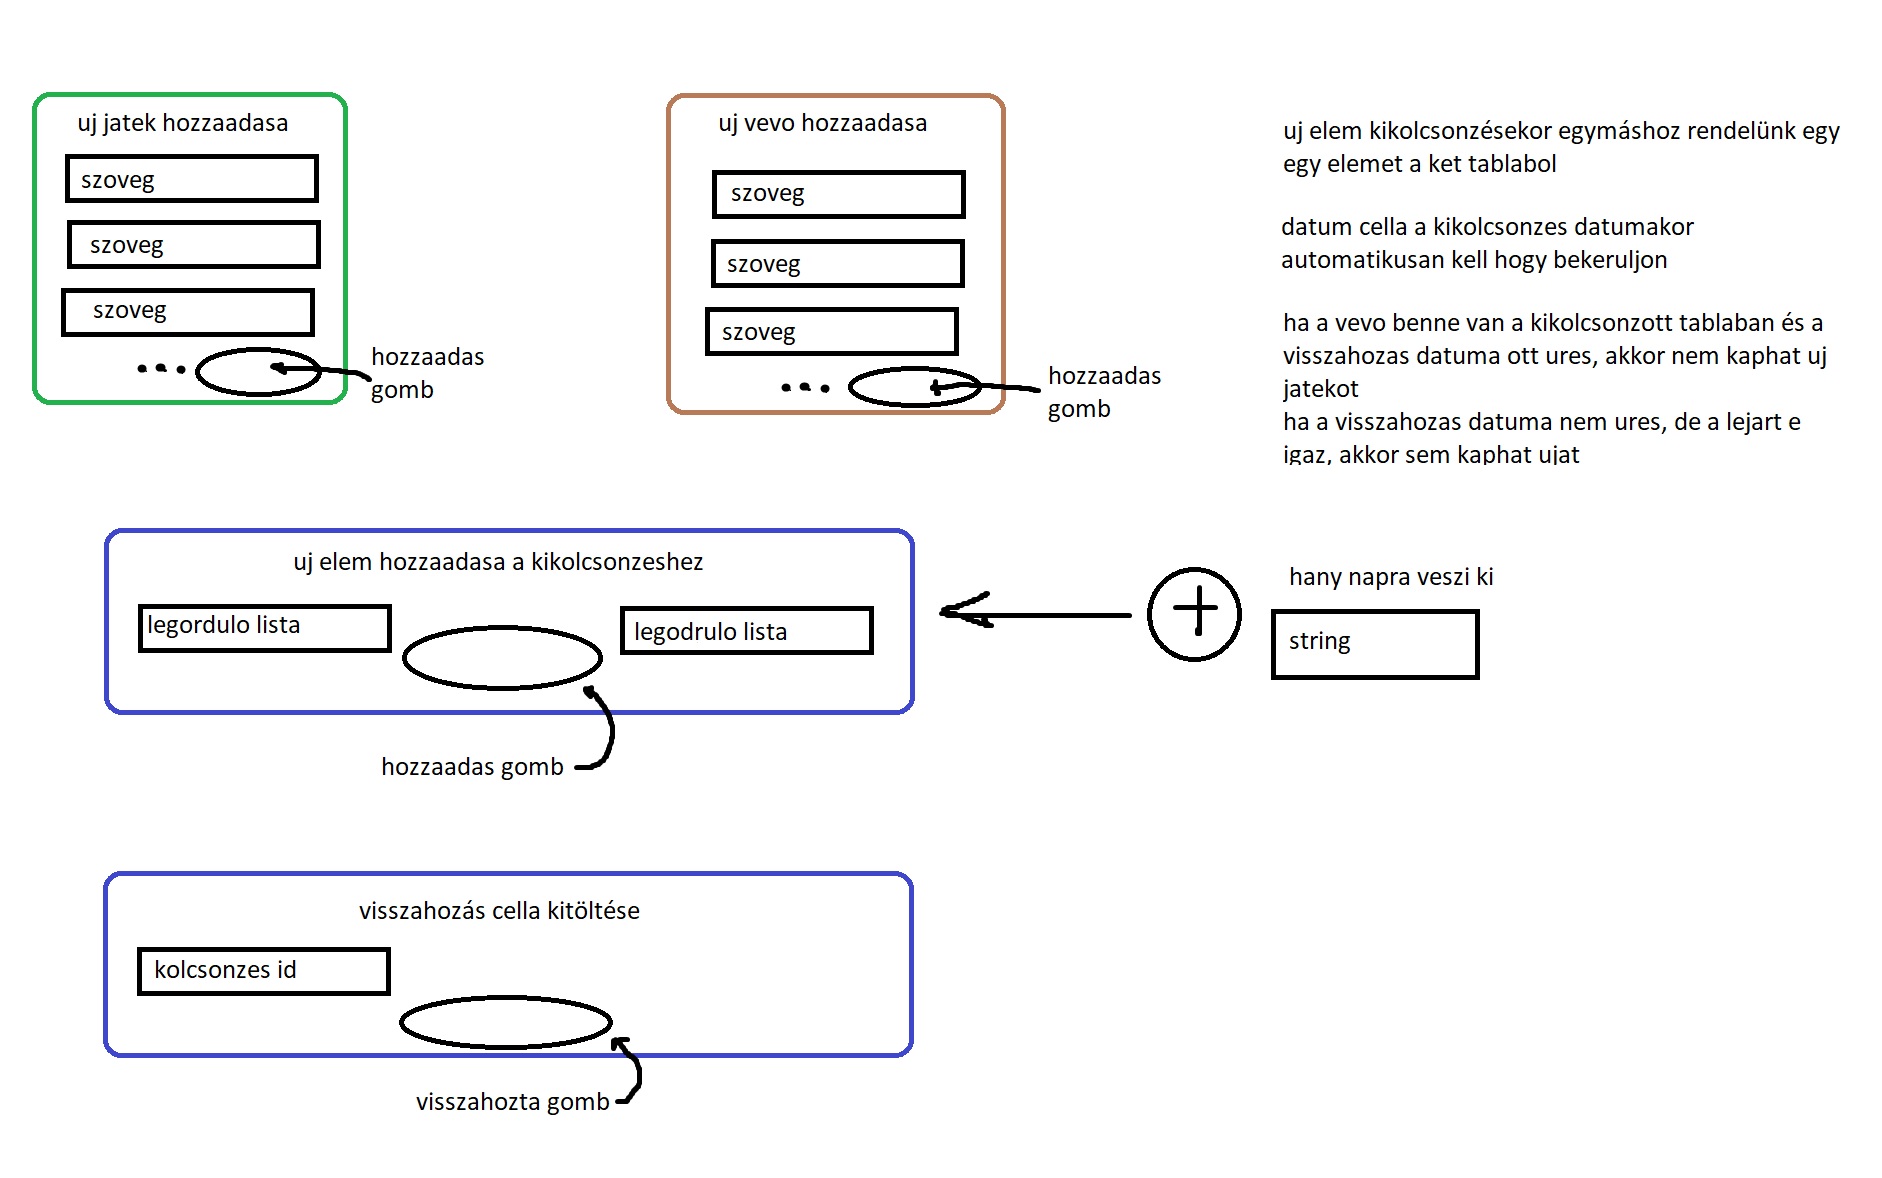 uj jatek hozzaadasa
szoveg
szoveg
szoveg
hozzaadas
gomb
uj vevo hozzaadasa
szoveg
szoveg
szoveg
hozzaadas
gomb
uj elem kikolcsonzésekor egymáshoz rendelünk egy
egy elemet a ket tablabol
datum cella a kikolcsonzes datumakor
automatikusan kell hogy bekeruljon
ha a vevo benne van a kikolcsonzott tablaban és a
visszahozas datuma ott ures, akkor nem kaphat uj
jatekot
ha a visszahozas datuma nem ures, de a lejart e
igaz, akkor sem kaphat ujat
uj elem hozzaadasa a kikolcsonzeshez
legordulo lista
legodrulo lista
hozzaadas gomb
hany napra veszi ki
string
visszahozás cella kitöltése
kolcsonzes id
visszahozta gomb